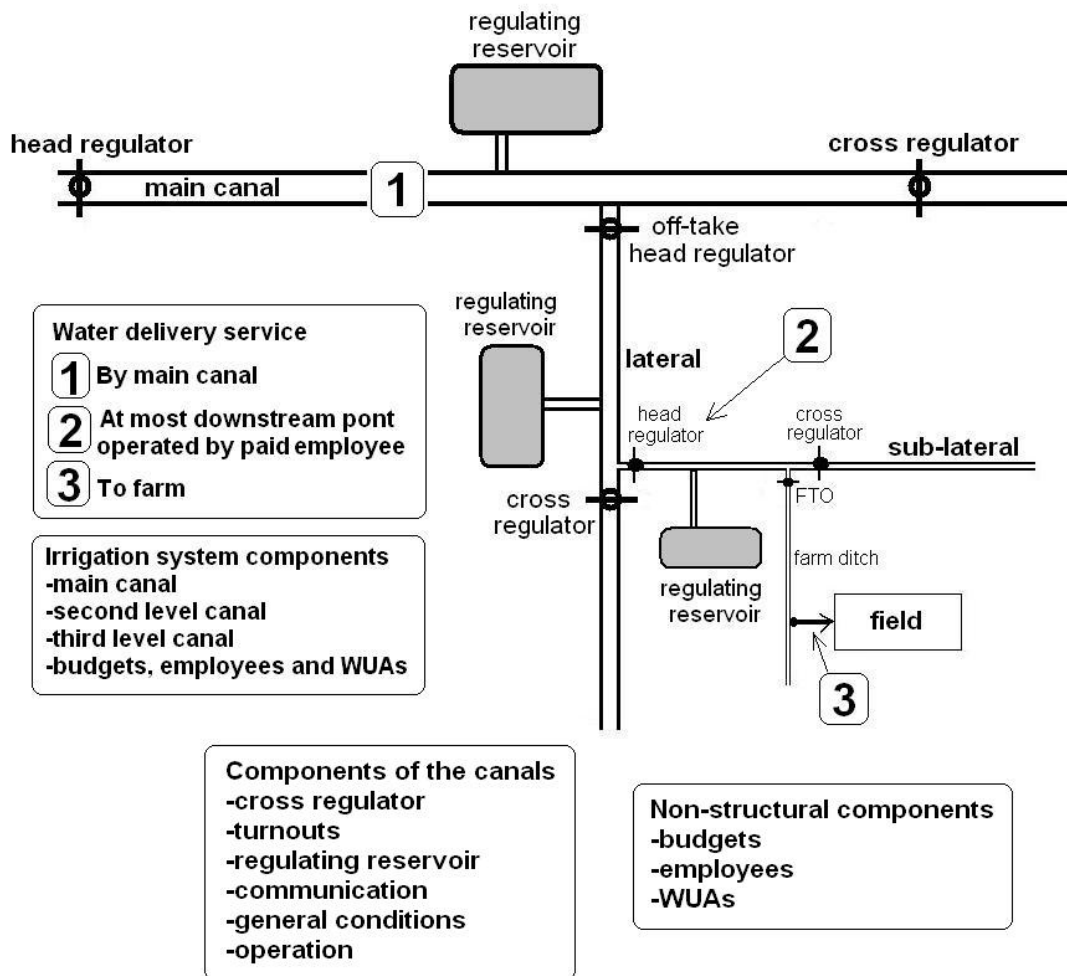 regulating
reservoir
head regulator
cross regulator
main canal
1
off-take
head regulator
regulating
reservoir
Water delivery service
1 By main canal
2 At most downstream pont
operated by paid employee
3 To farm
2
lateral
head
regulator
cross
regulator
sub-lateral
cross
regulator
FTO
farm ditch
regulating
reservoir
field
3
Irrigation system components
-main canal
-second level canal
-third level canal
-budgets, employees and WUAs
Components of the canals
-cross regulator
-turnouts
-regulating reservoir
-communication
-general conditions
-operation
Non-structural components
-budgets
-employees
-WUAs